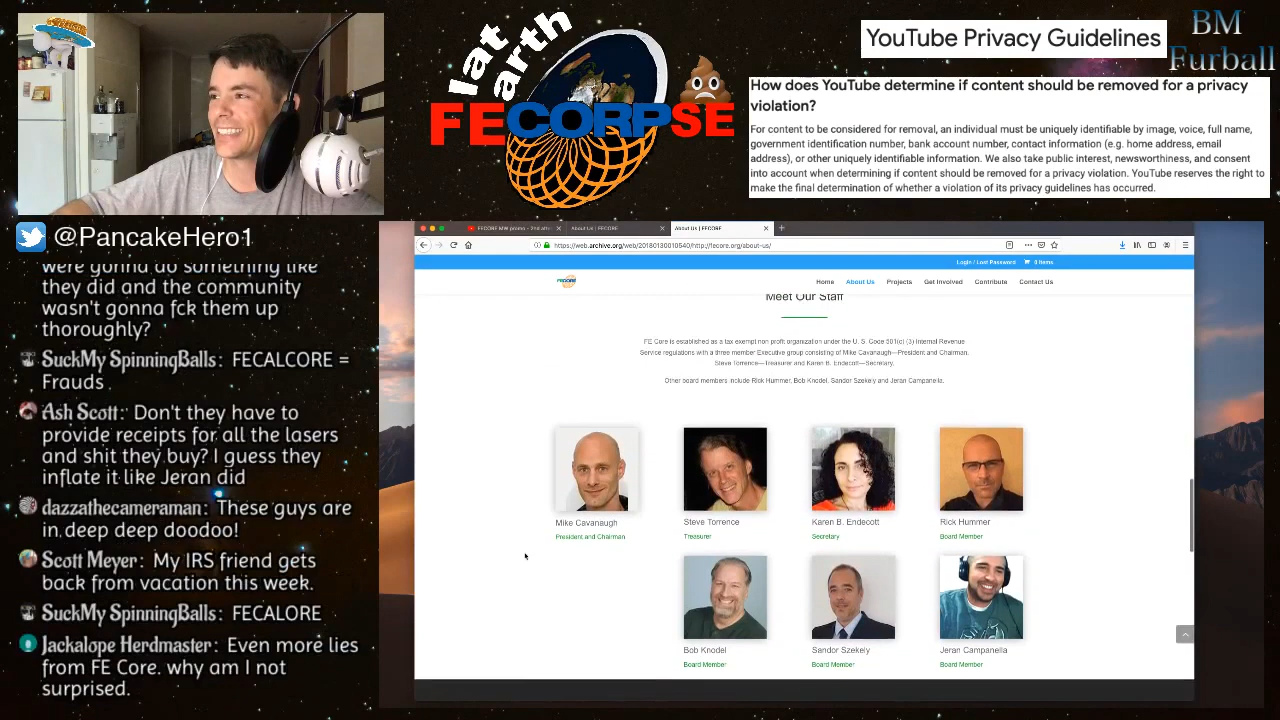 lat
earth
FECORPSE
YouTube Privacy Guidelines
BM
Furball
How does YouTube determine if content should be removed for a privacy
violation?
For content to be considered for removal, an individual must be uniquely identifiable by image, voice, full name,
government identification number, bank account number, contact information (e.g. home address, email
address), or other uniquely identifiable information. We also take public interest, newsworthiness, and consent
into account when determining if content should be removed for a privacy violation. YouTube reserves the right to
make the final determination of whether a violation of its privacy guidelines has occurred.
@PancakeHero1
were gonna do something like
they did and the community
wasn't gonna fck them up
thoroughly?
SuckMy SpinningBalls: FECALCORE =
Frauds
Ash Scott: Don't they have to
provide receipts for all the lasers
and shit they buy? I guess they
inflate it like Jeran did
dazzathecameraman: These guys are
in deep deep doodoo!
Scott Meyer: My IRS friend gets
back from vacation this week.
SuckMy SpinningBalls: FECALORE
Jackalope Herdmaster: Even more lies
from FE Core. why am I not
surprised.
FECORE MW promo - 2nd atte
About Us | FECORE
About Us | FECORE
https://web.archive.org/web/20180130010540/http://fecore.org/about-us/
Login / Lost Password
0 Items
FECORE
Home
About Us
Projects
Get Involved
Contribute
Contact Us
Meet Our Staff
FE Core is established as a tax exempt non profit organization under the U. S. Code 501(c) (3) Internal Revenue
Service regulations with a three member Executive group consisting of Mike Cavanaugh—President and Chairman,
Steve Torrence—Treasurer and Karen B. Endecott—Secretary.
Other board members include Rick Hummer, Bob Knodel, Sandor Szekely and Jeran Campanella.
Mike Cavanaugh
President and Chairman
Steve Torrence
Treasurer
Karen B. Endecott
Secretary
Rick Hummer
Board Member
Bob Knodel
Board Member
Sandor Szekely
Board Member
Jeran Campanella
Board Member